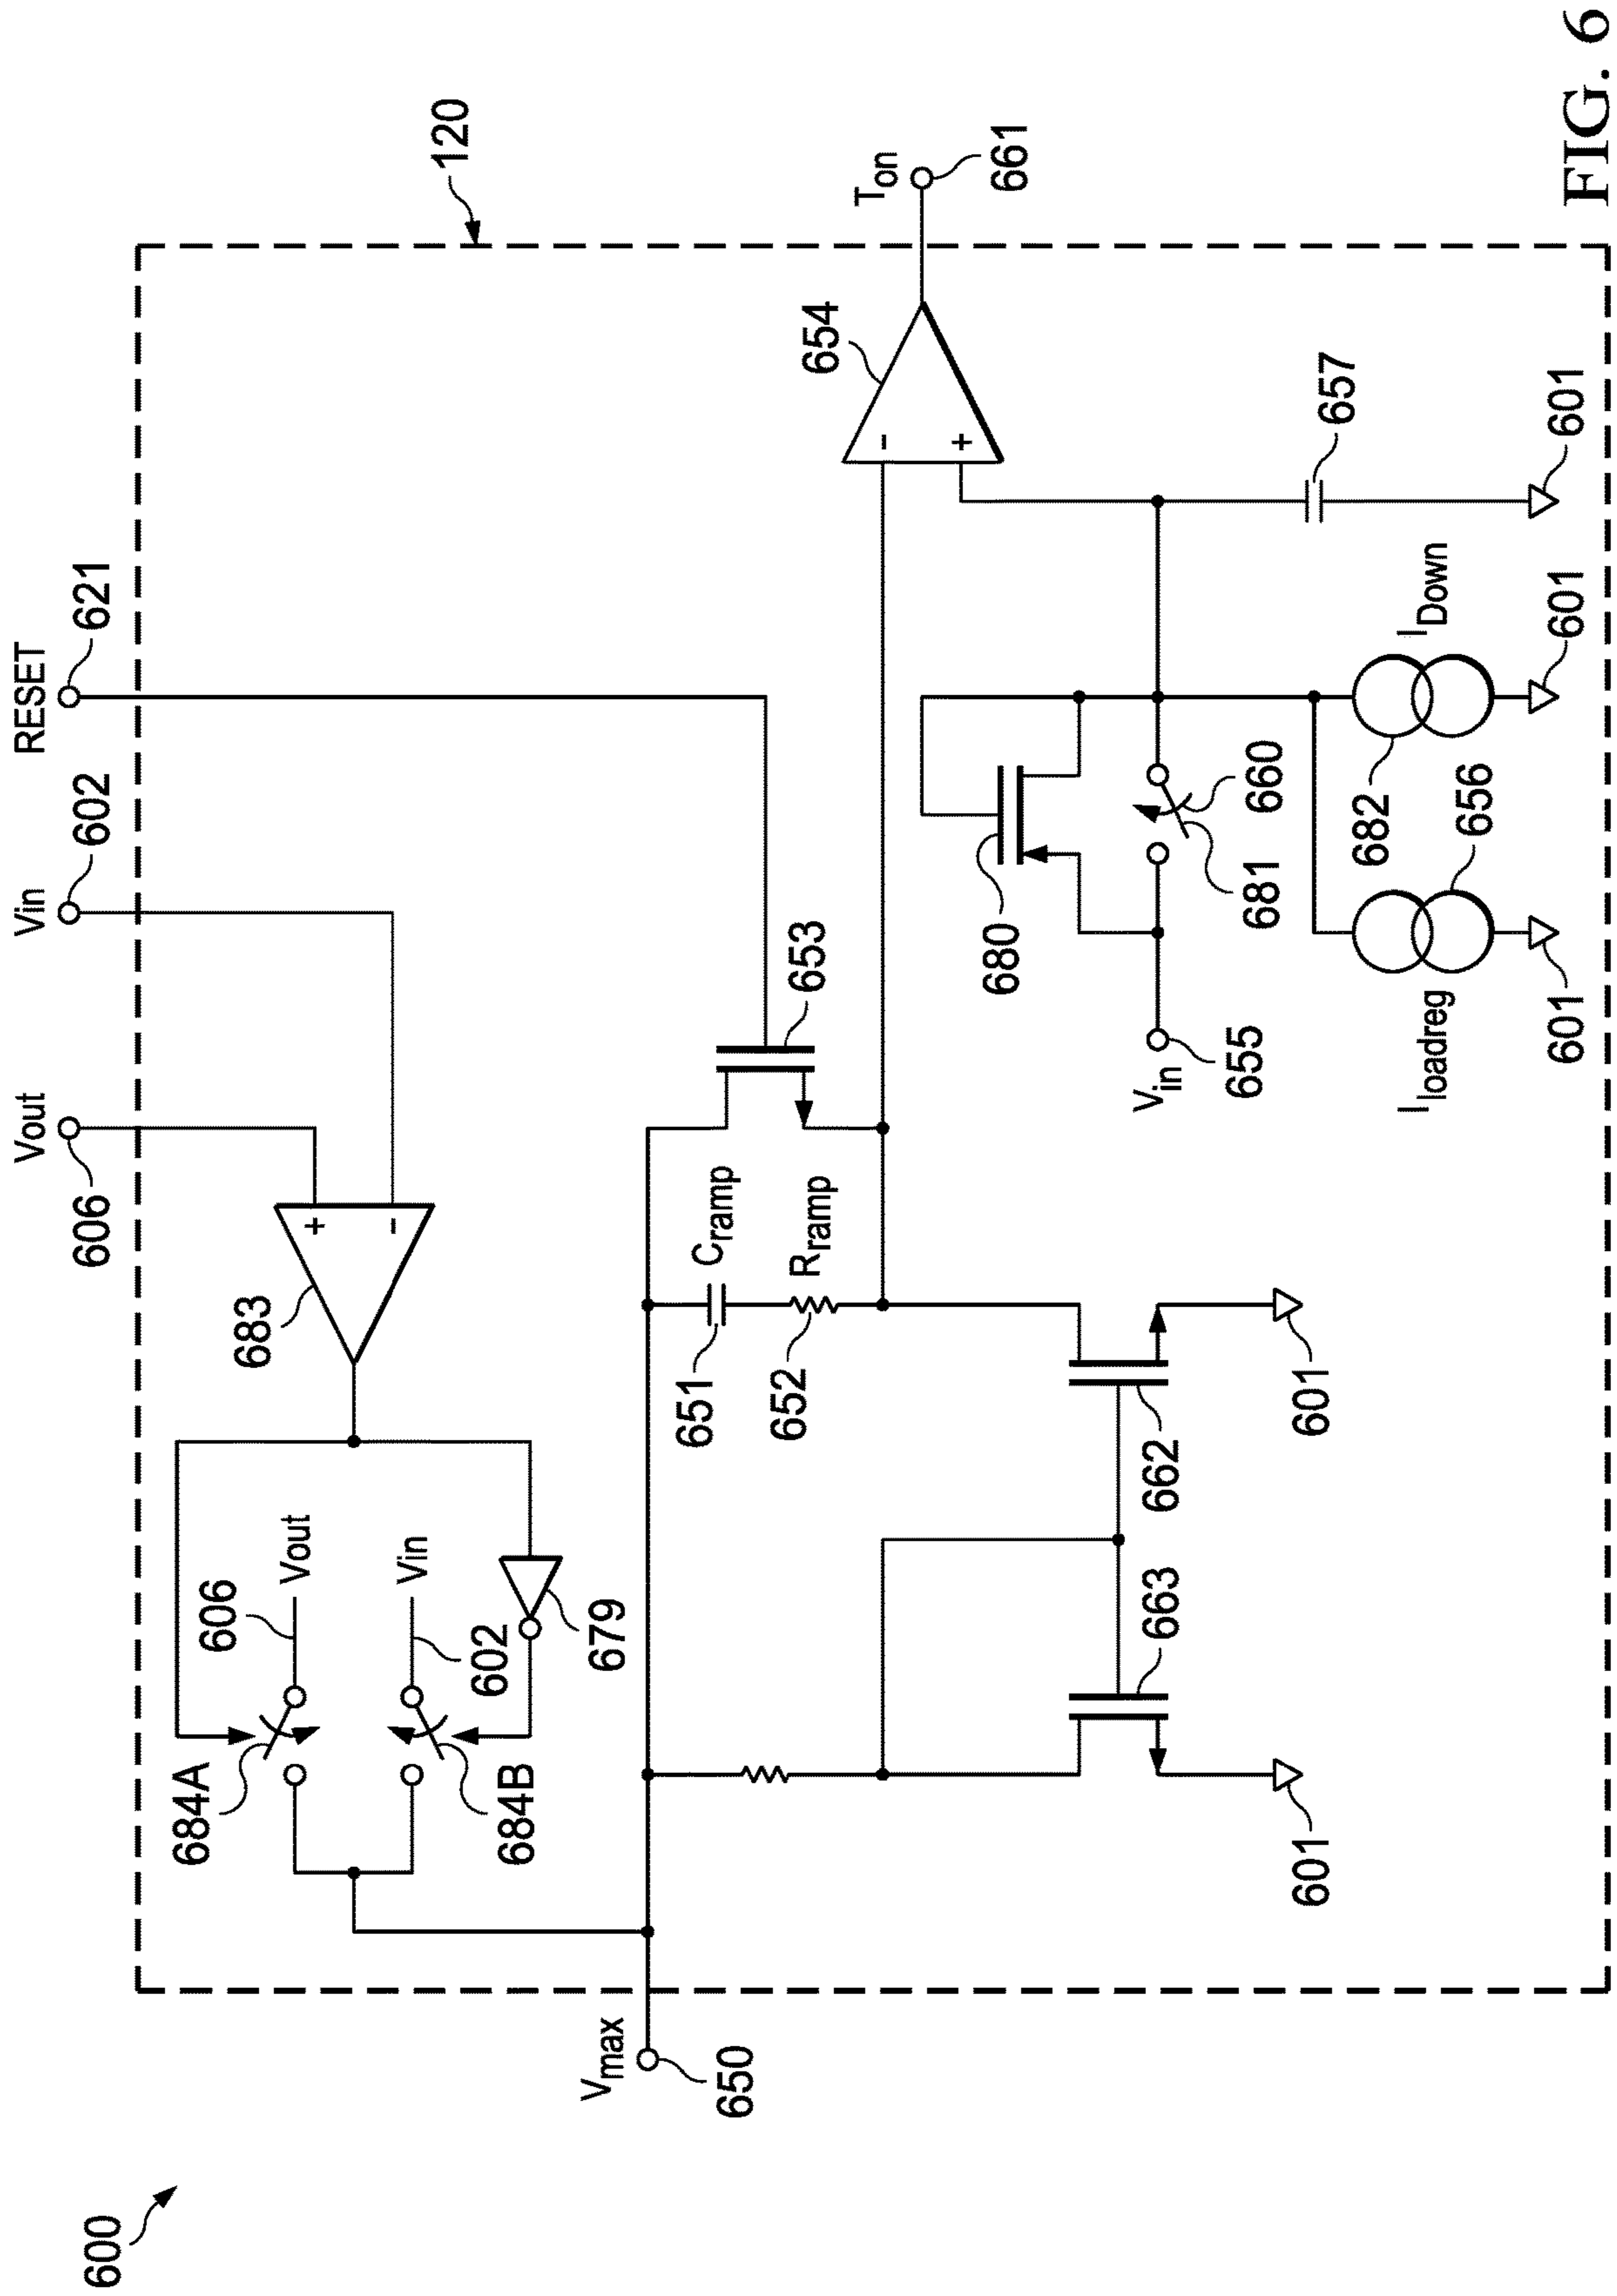 600
120
Vout
606
Vin
602
RESET
621
683
+
-
606
Vout
602
Vin
684A
684B
679
Vmax
650
651
Cramp
652
Rramp
653
654
-
+
Ton
661
663
662
601
601
Vin
655
680
681
660
657
Iloadreg
656
682
IDown
601
601
601
FIG. 6